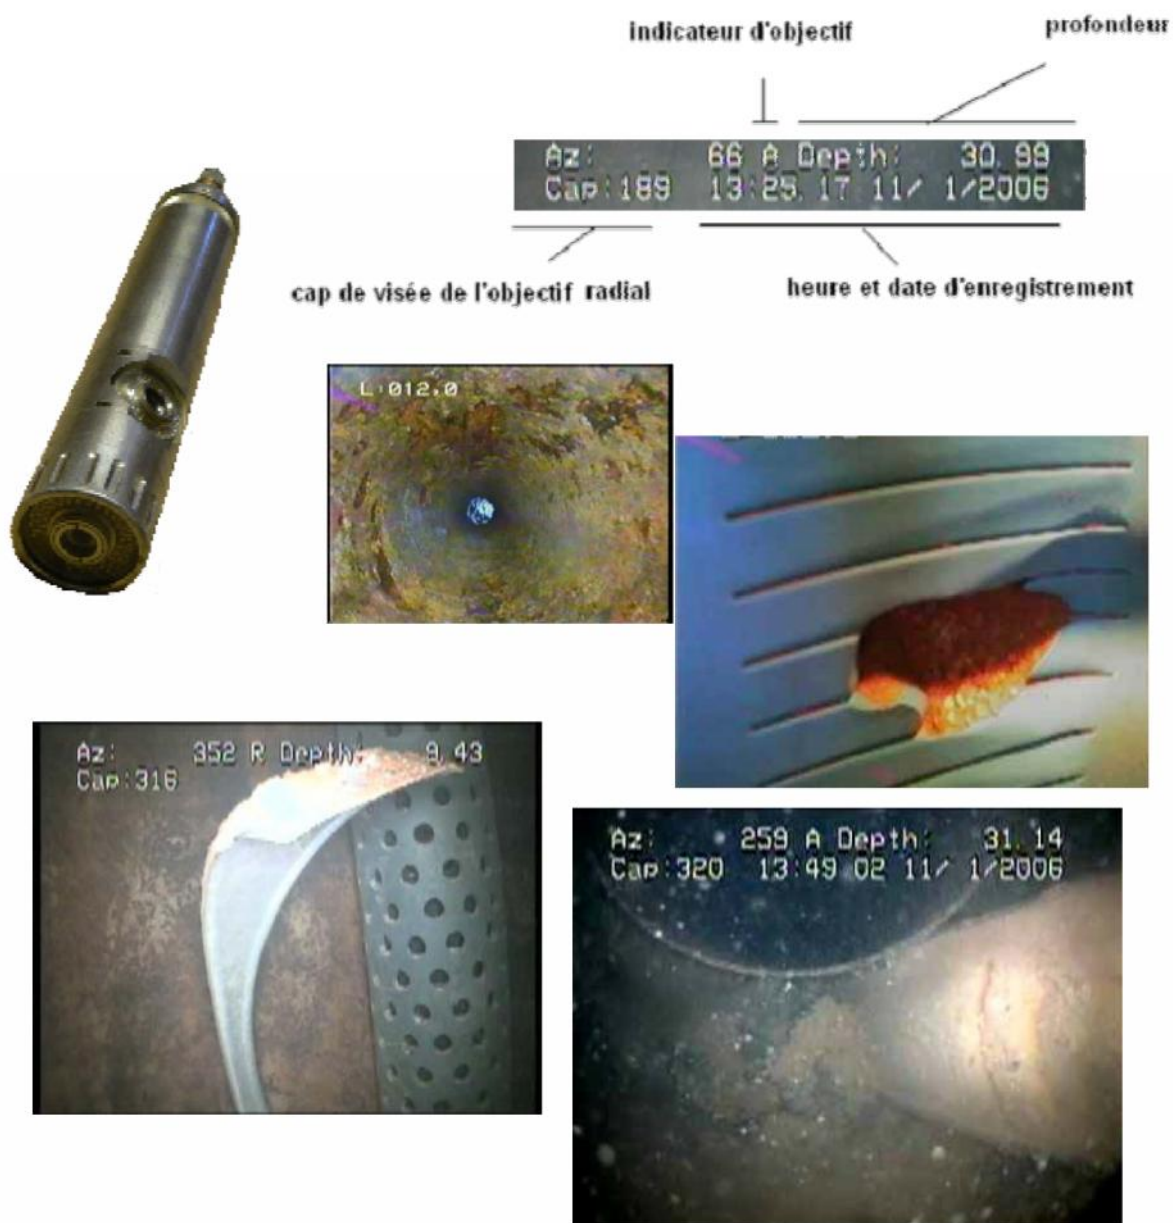 indicateur d'objectif
profondeur
Az: 66 A Depth: 30.99
Cap:189 13:25.17 11/ 1/2006
cap de visée de l'objectif radial
heure et date d'enregistrement
L:012.0
Az: 352 R Depth: 9.43
Cap:316
Az: 259 A Depth: 31.14
Cap:320 13:49 02 11/ 1/2006